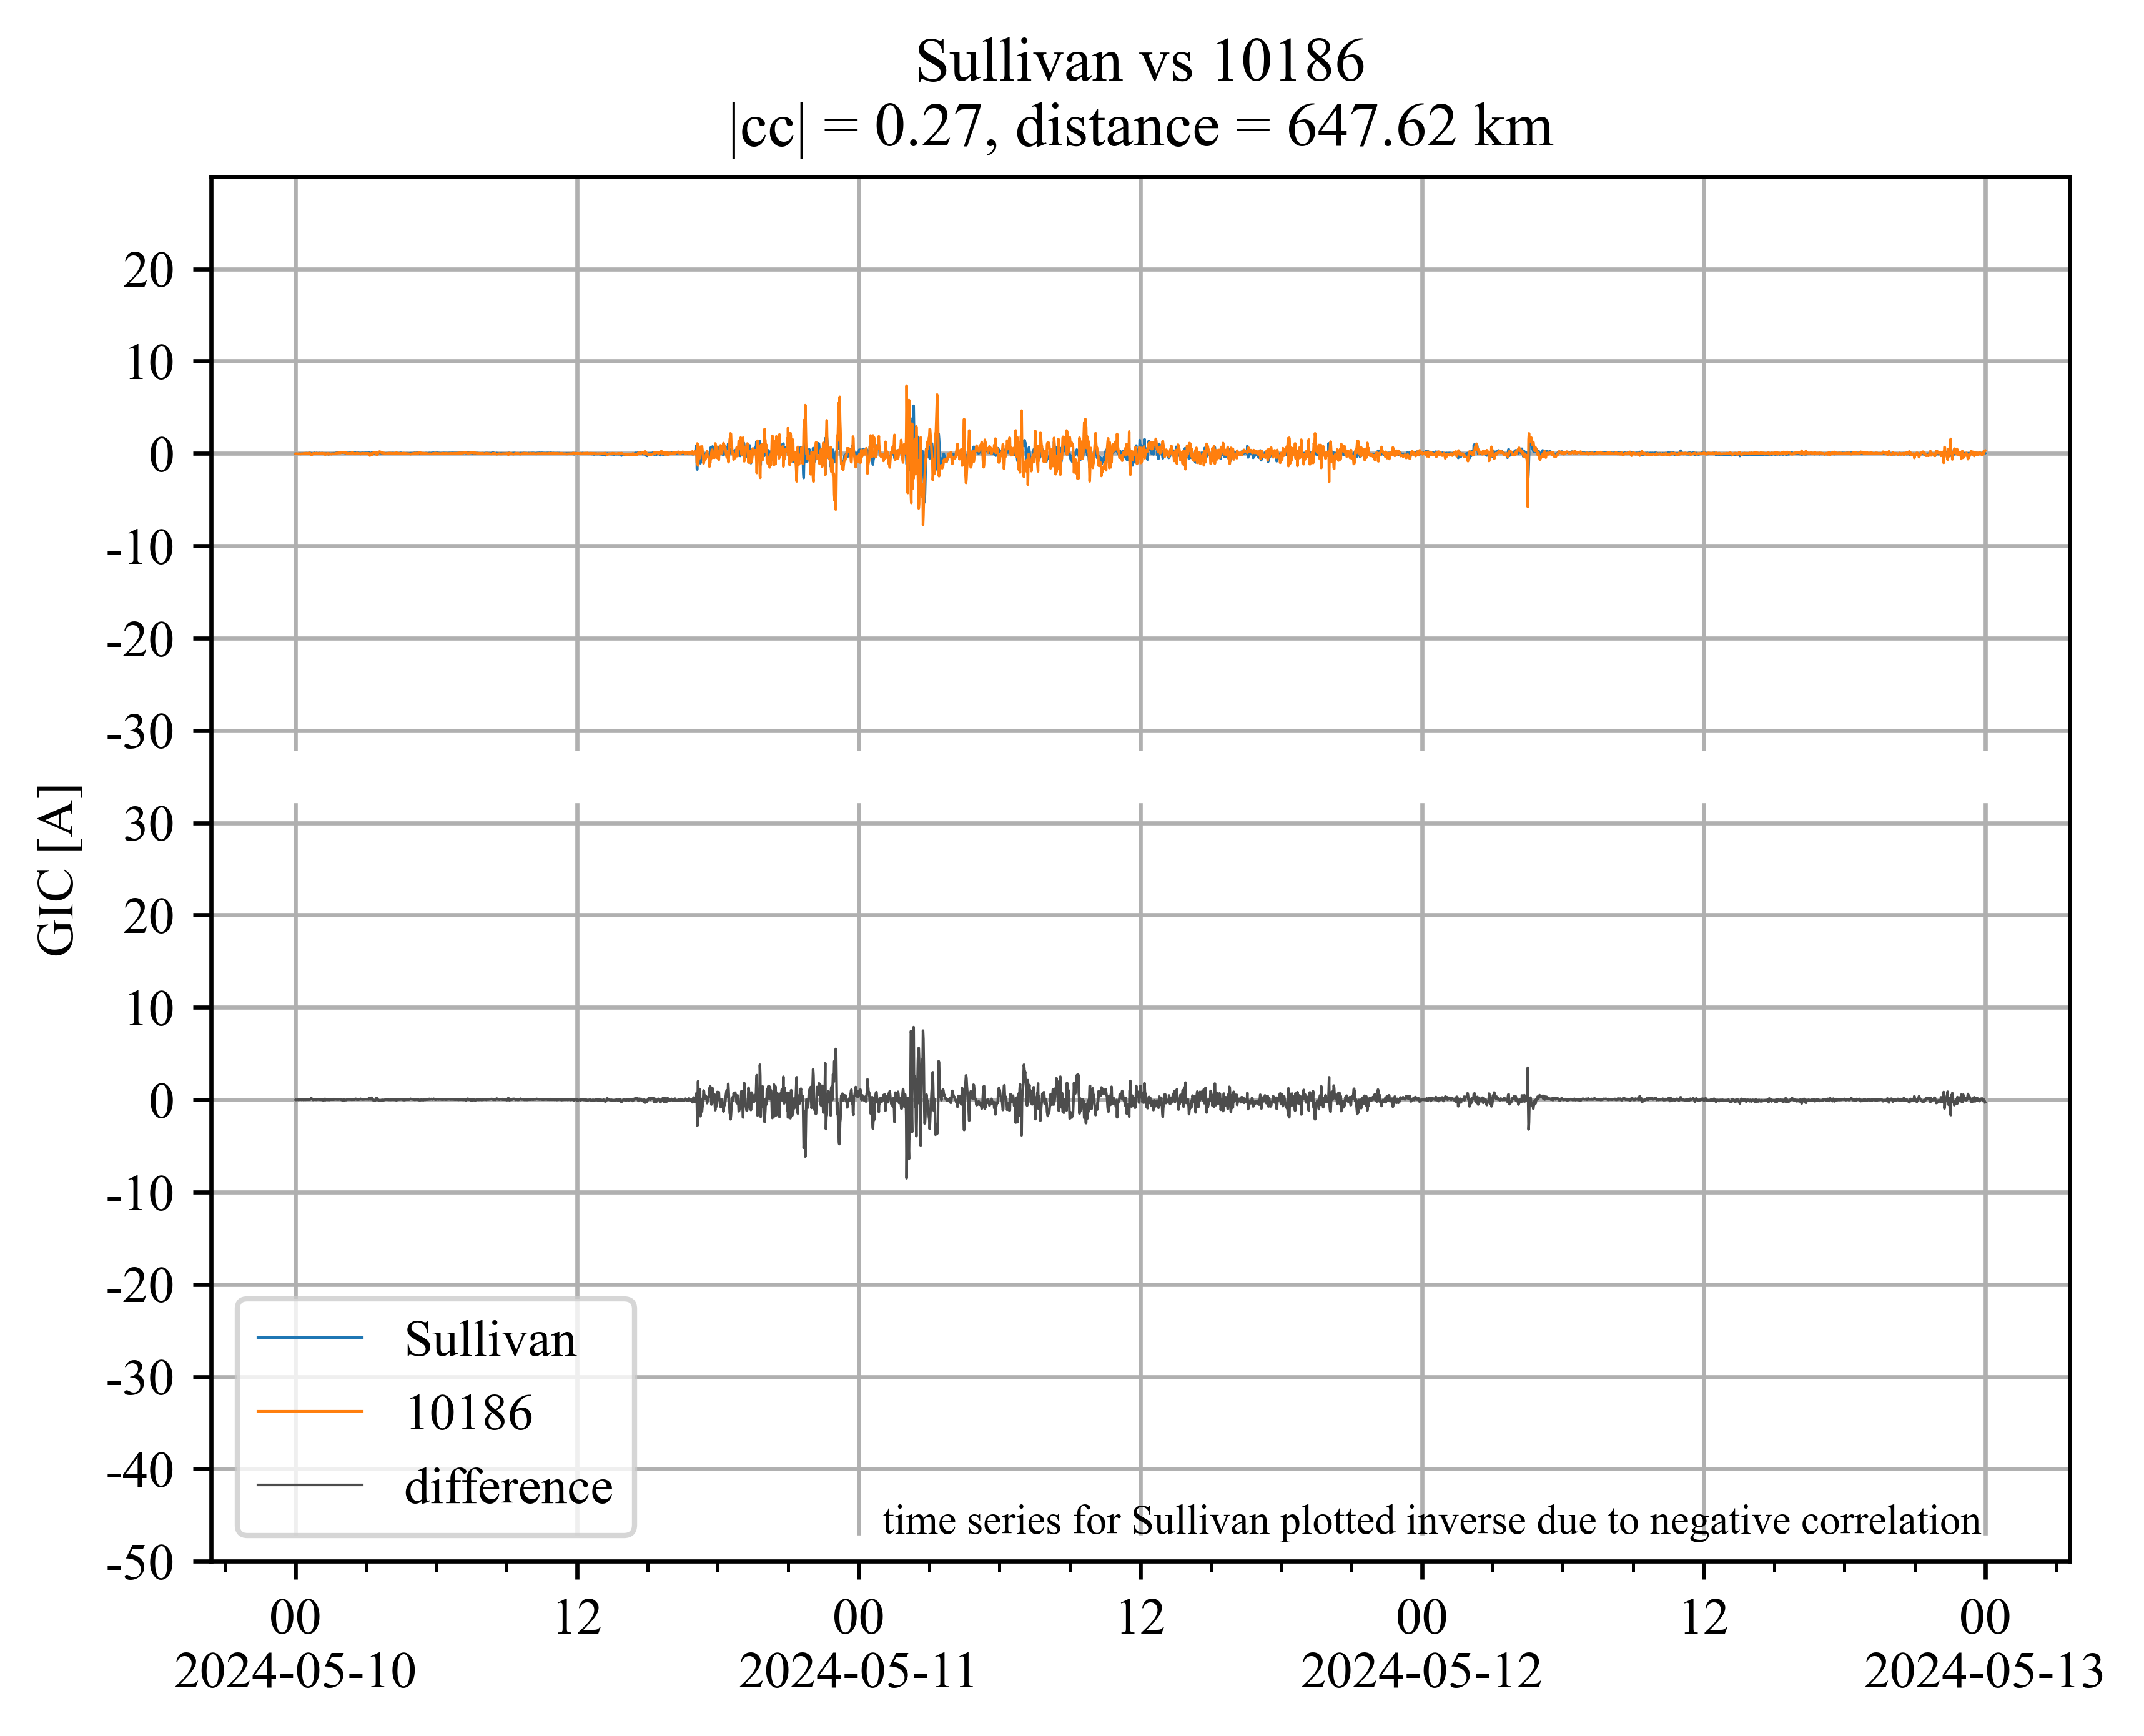 Sullivan vs 10186
|cc| = 0.27, distance = 647.62 km
GIC [A]
20
10
0
-10
-20
-30
30
20
10
0
-10
-20
-30
-40
-50
Sullivan
10186
difference
time series for Sullivan plotted inverse due to negative correlation
00 12 00 12 00 12 00
2024-05-10 2024-05-11 2024-05-12 2024-05-13